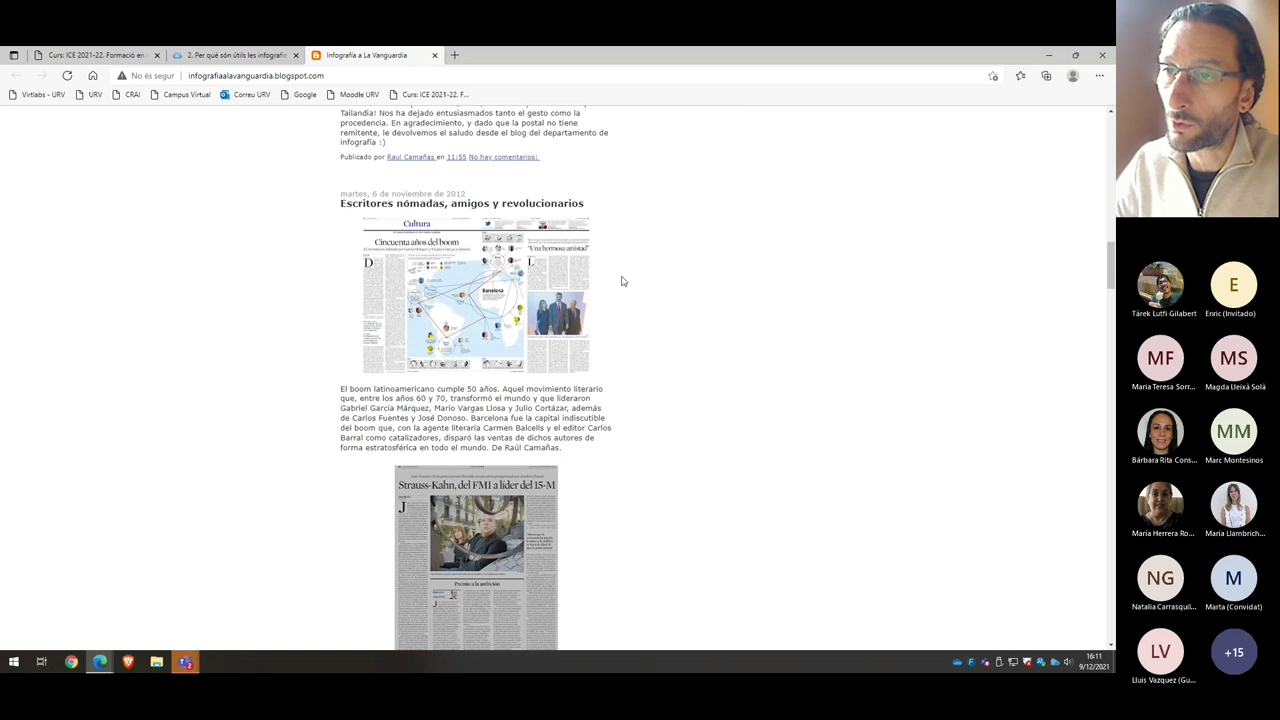 Curs: ICE 2021-22. Formació en
2. Per què són útils les infografie
Infografía a La Vanguardia
No és segur
infografiaalavanguardia.blogspot.com
Virtlabs - URV
URV
CRAI
Campus Virtual
Correu URV
Google
Moodle URV
Curs: ICE 2021-22. F...
Tailandia! Nos ha dejado entusiasmados tanto el gesto como la
procedencia. En agradecimiento, y dado que la postal no tiene
remitente, le devolvemos el saludo desde el blog del departamento de
infografía :)
Publicado por Raul Camañas en 11:55 No hay comentarios:
martes, 6 de noviembre de 2012
Escritores nómadas, amigos y revolucionarios
Cultura
Cincuenta años del boom
"Una hermosa amistad"
Barcelona
El boom latinoamericano cumple 50 años. Aquel movimiento literario
que, entre los años 60 y 70, transformó el mundo y que lideraron
Gabriel García Márquez, Mario Vargas Llosa y Julio Cortázar, además
de Carlos Fuentes y José Donoso. Barcelona fue la capital indiscutible
del boom que, con la agente literaria Carmen Balcells y el editor Carlos
Barral como catalizadores, disparó las ventas de dichos autores de
forma estratosférica en todo el mundo. De Raúl Camañas.
Strauss-Kahn, del FMI a líder del 15-M
Premio a la ambición
16:11
9/12/2021
Tárek Lutfi Gilabert
E
Enric (Invitado)
MF
Maria Teresa Sorr...
MS
Magda Lleixà Solà
Bárbara Rita Cons...
MM
Marc Montesinos
María Herrera Ro...
Maria Llambrich...
NG
Natalia Carrasquil...
M
Marta (Convidat)
LV
Lluis Vazquez (Gu...
+15